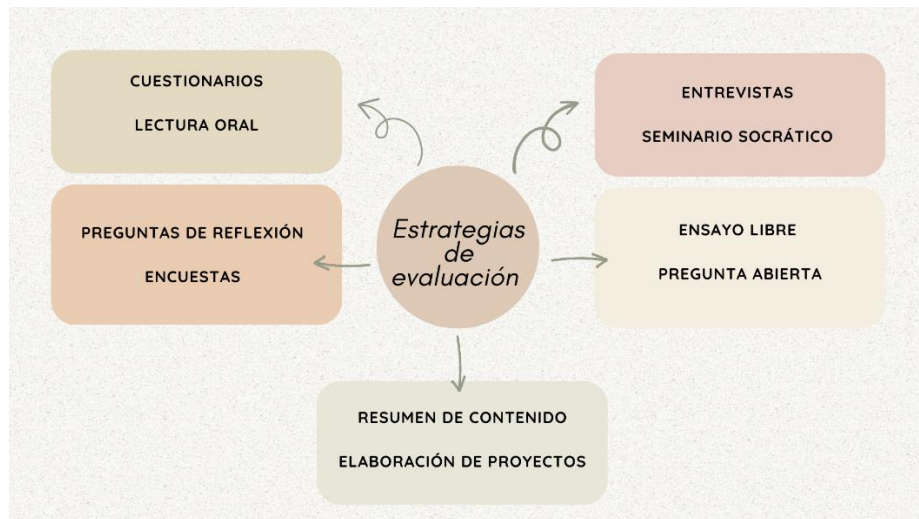 CUESTIONARIOS
LECTURA ORAL
ENTREVISTAS
SEMINARIO SOCRÁTICO
PREGUNTAS DE REFLEXIÓN
ENCUESTAS
Estrategias
de
evaluación
ENSAYO LIBRE
PREGUNTA ABIERTA
RESUMEN DE CONTENIDO
ELABORACIÓN DE PROYECTOS